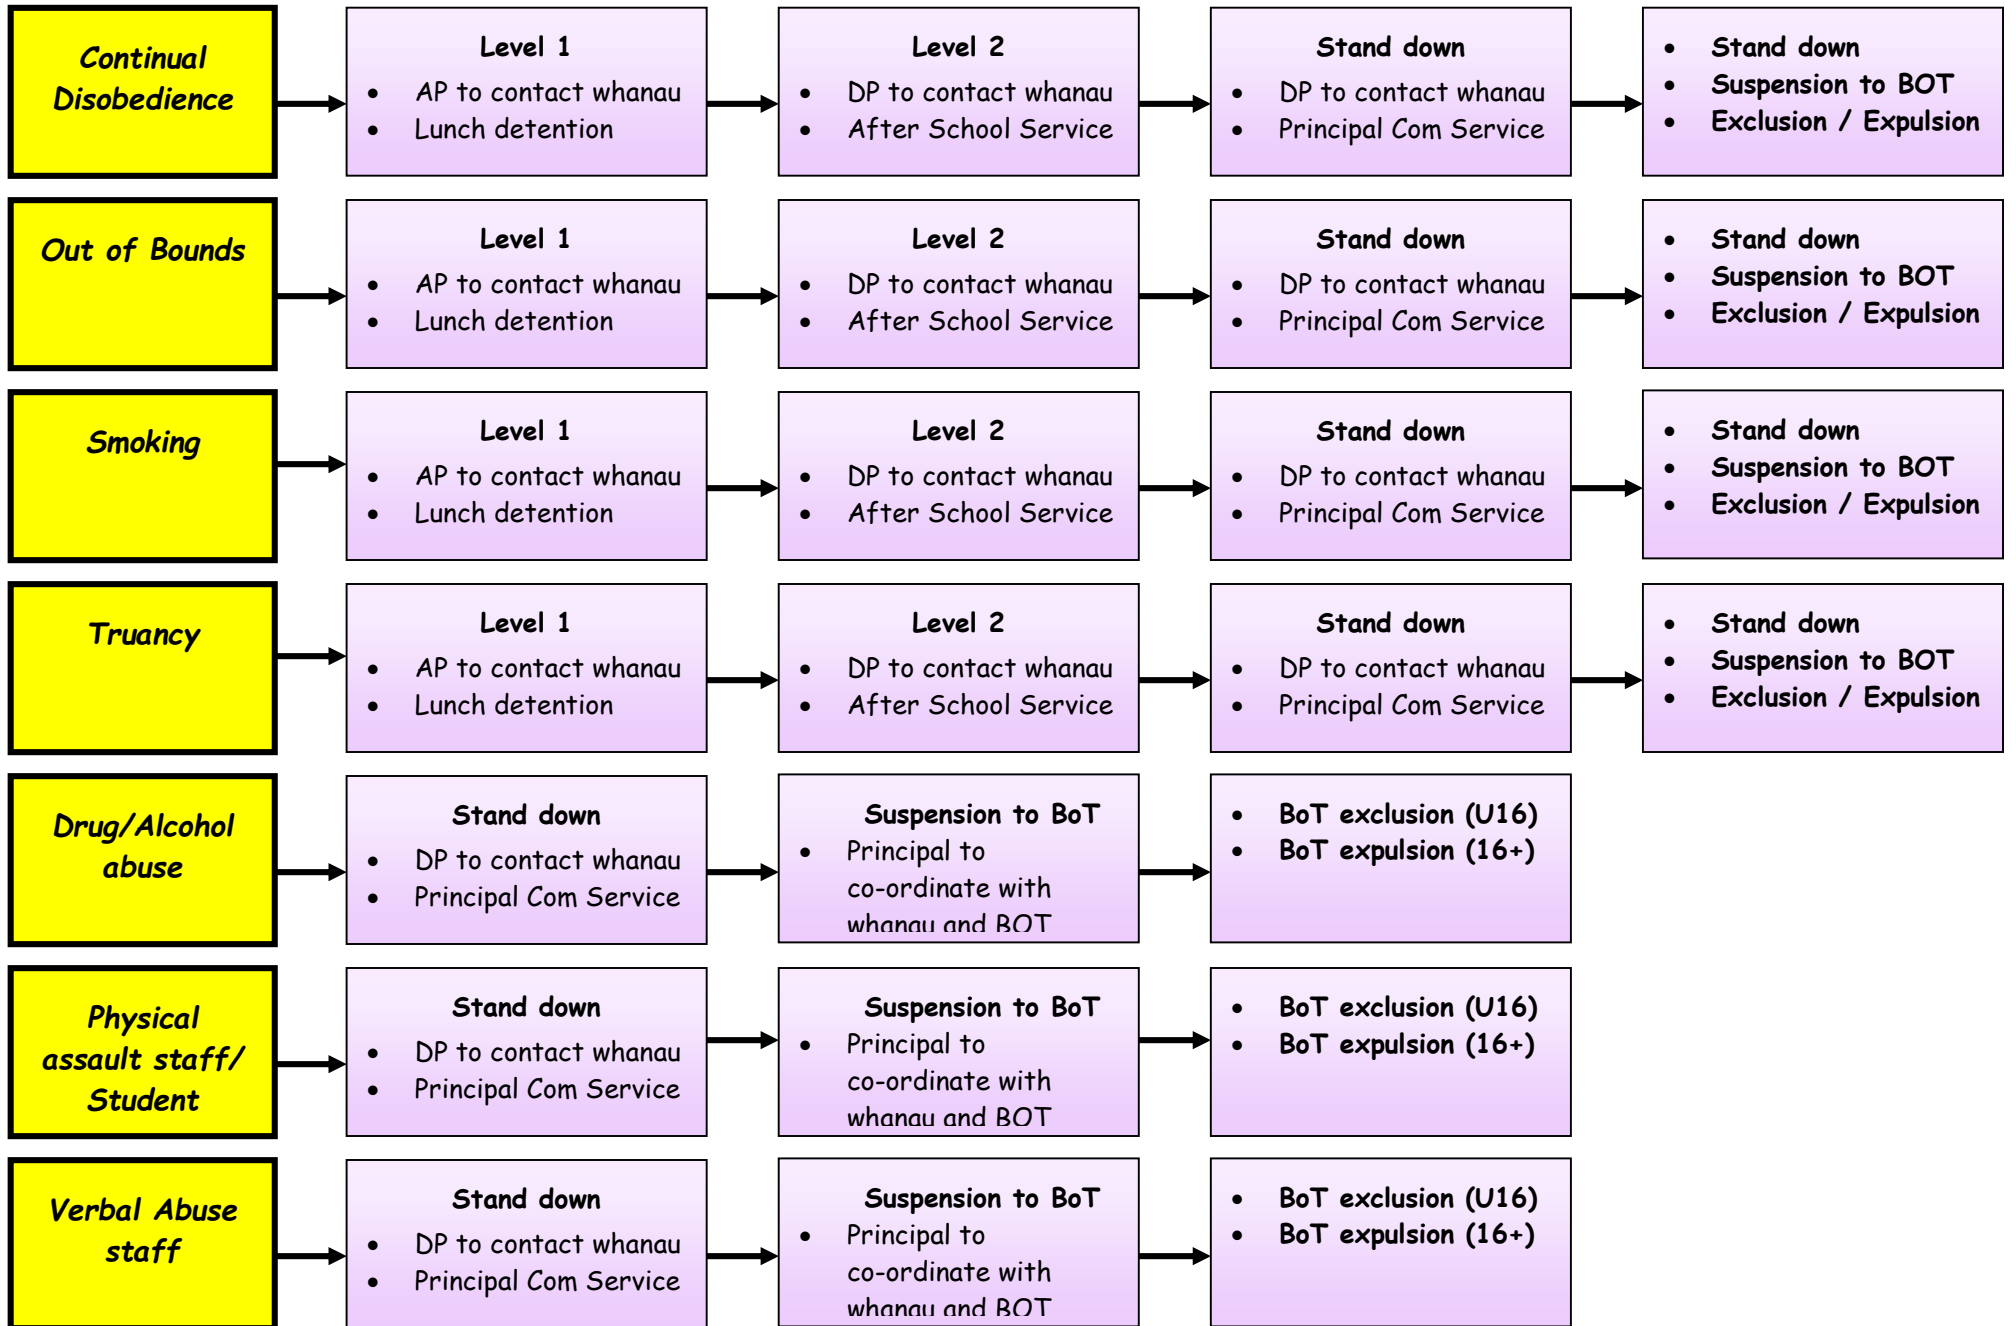 Continual
Disobedience
Level 1
• AP to contact whanau
• Lunch detention
Level 2
• DP to contact whanau
• After School Service
Stand down
• DP to contact whanau
• Principal Com Service
• Stand down
• Suspension to BOT
• Exclusion / Expulsion
Out of Bounds
Level 1
• AP to contact whanau
• Lunch detention
Level 2
• DP to contact whanau
• After School Service
Stand down
• DP to contact whanau
• Principal Com Service
• Stand down
• Suspension to BOT
• Exclusion / Expulsion
Smoking
Level 1
• AP to contact whanau
• Lunch detention
Level 2
• DP to contact whanau
• After School Service
Stand down
• DP to contact whanau
• Principal Com Service
• Stand down
• Suspension to BOT
• Exclusion / Expulsion
Truancy
Level 1
• AP to contact whanau
• Lunch detention
Level 2
• DP to contact whanau
• After School Service
Stand down
• DP to contact whanau
• Principal Com Service
• Stand down
• Suspension to BOT
• Exclusion / Expulsion
Drug/Alcohol
abuse
Stand down
• DP to contact whanau
• Principal Com Service
Suspension to BoT
• Principal to
co-ordinate with
whanau and BOT
• BoT exclusion (U16)
• BoT expulsion (16+)
Physical
assault staff/
Student
Stand down
• DP to contact whanau
• Principal Com Service
Suspension to BoT
• Principal to
co-ordinate with
whanau and BOT
• BoT exclusion (U16)
• BoT expulsion (16+)
Verbal Abuse
staff
Stand down
• DP to contact whanau
• Principal Com Service
Suspension to BoT
• Principal to
co-ordinate with
whanau and BOT
• BoT exclusion (U16)
• BoT expulsion (16+)